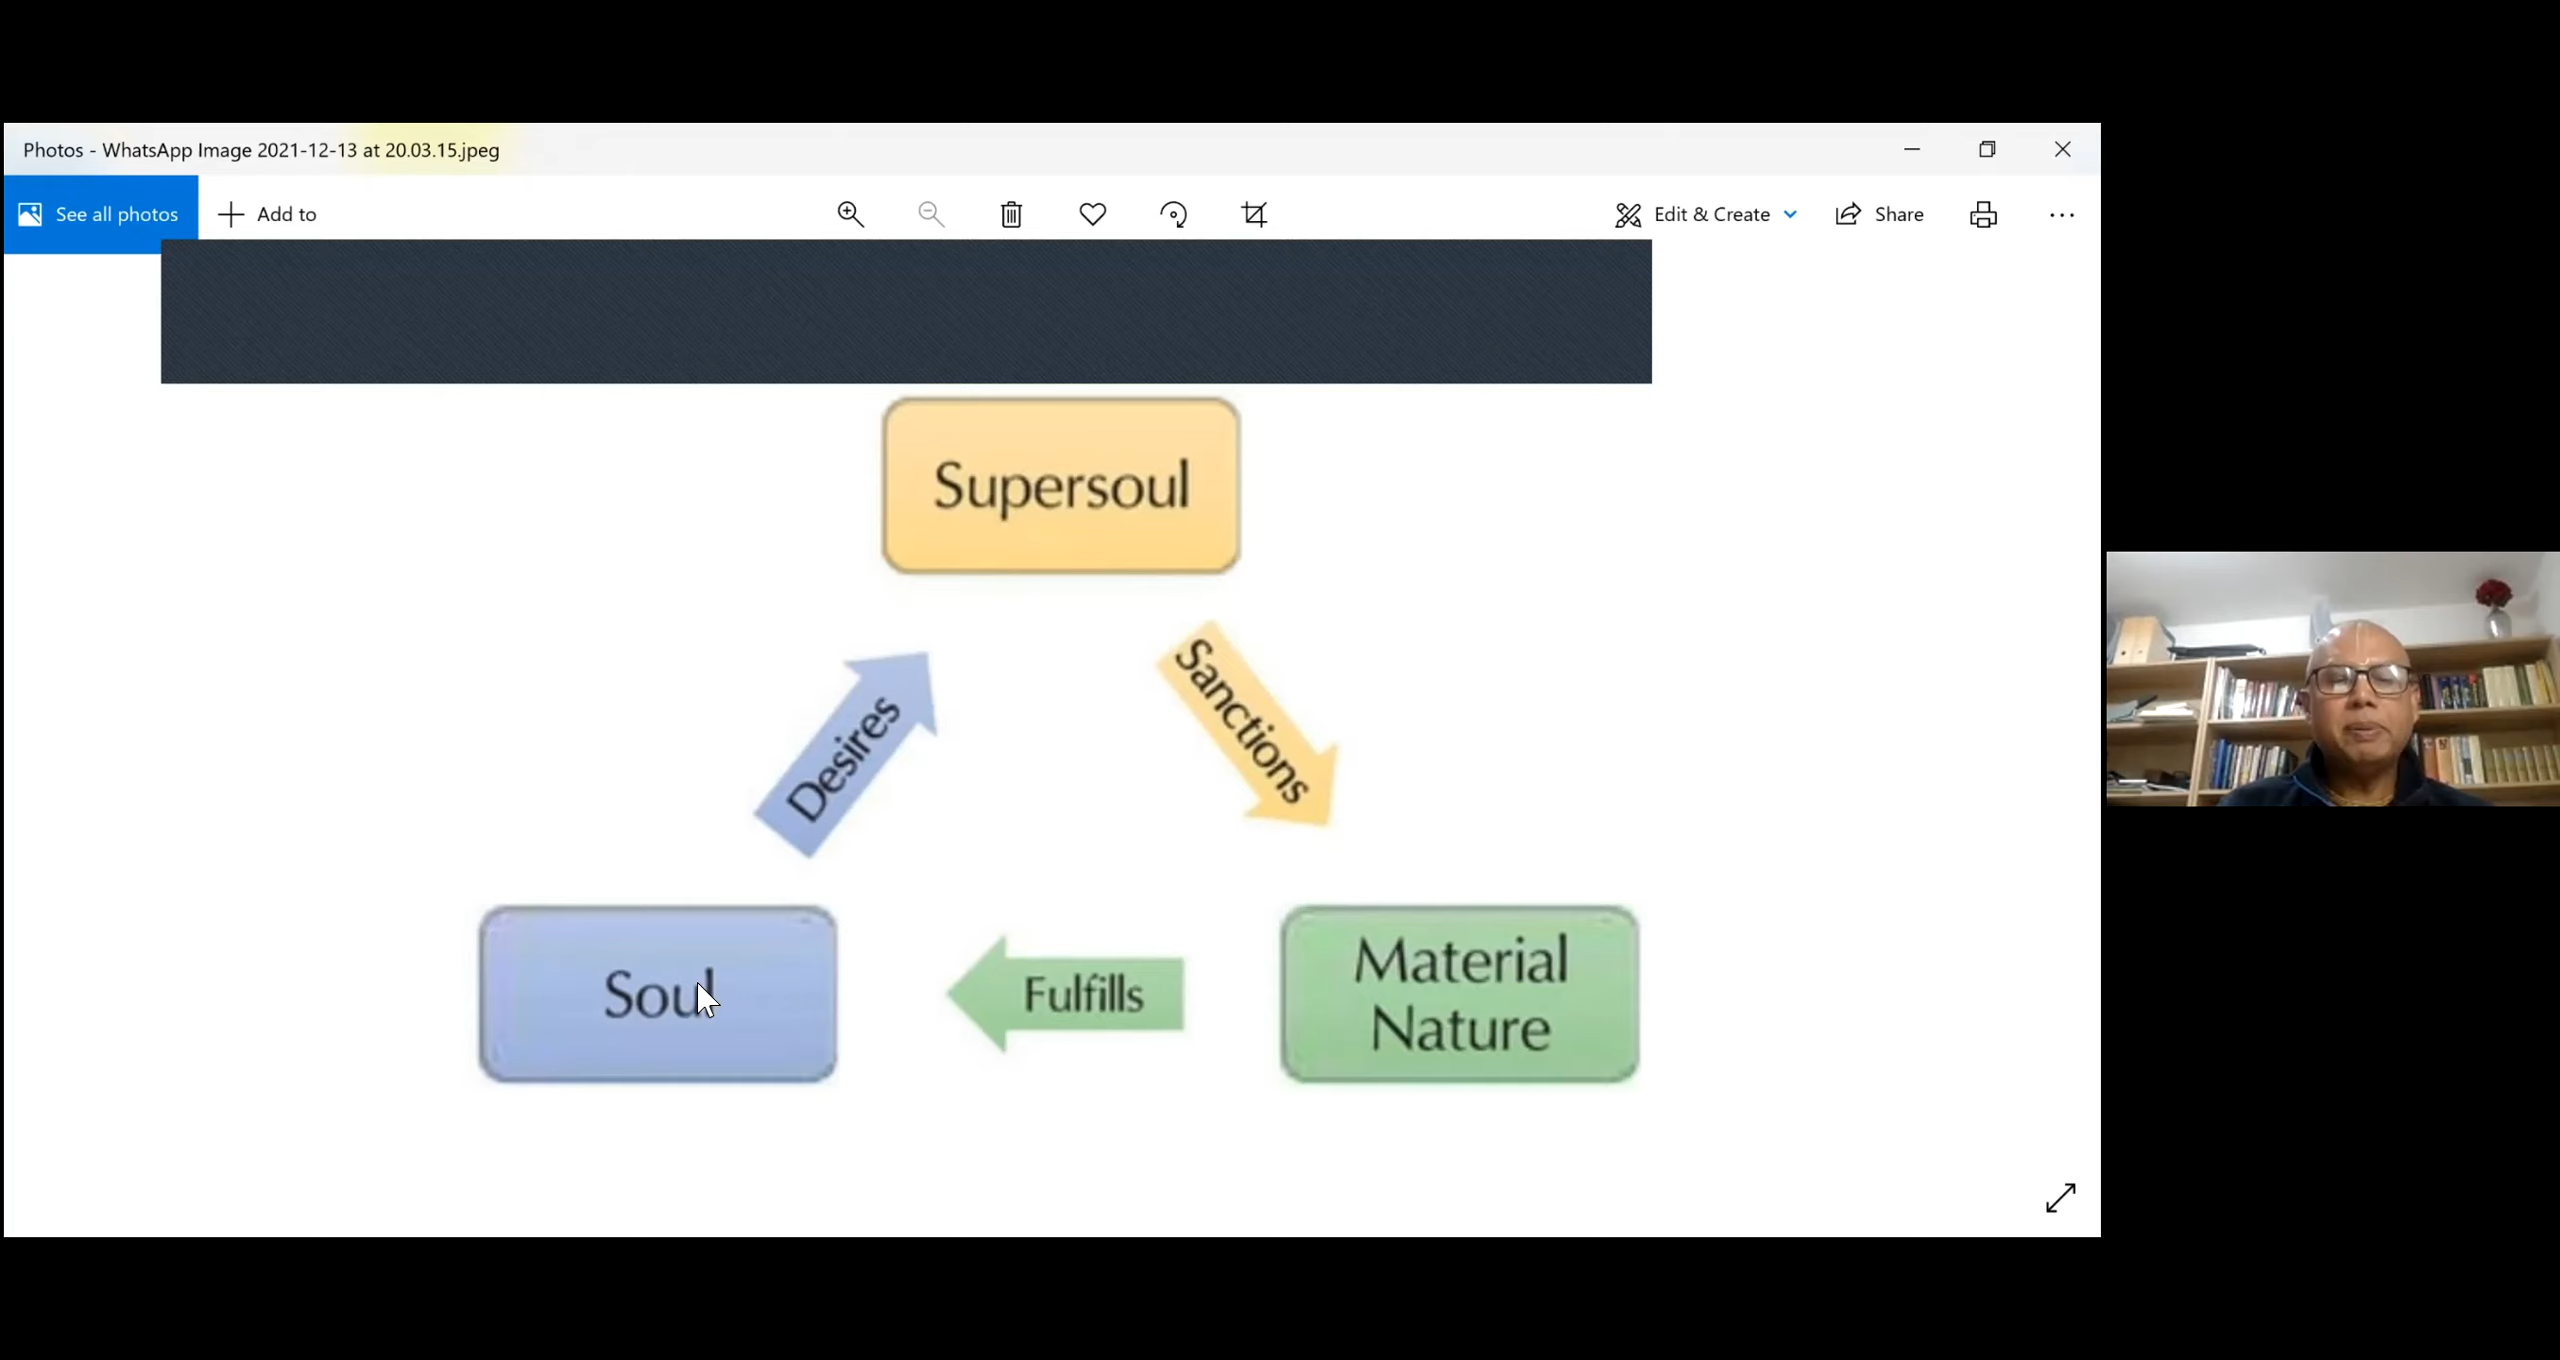 Photos - WhatsApp Image 2021-12-13 at 20.03.15.jpeg
See all photos
Add to
Edit & Create
Share
Supersoul
Desires
Sanctions
Soul
Fulfills
Material
Nature